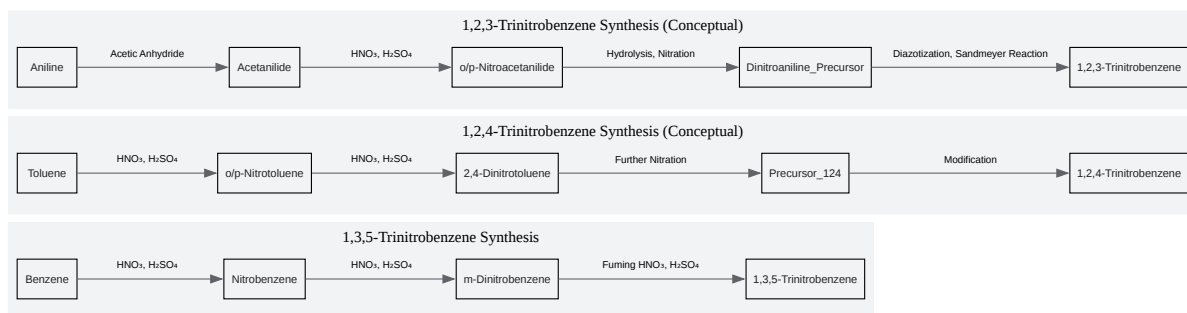 1,2,3-Trinitrobenzene Synthesis (Conceptual)
Aniline
Acetic Anhydride
Acetanilide
HNO₃, H₂SO₄
o/p-Nitroacetanilide
Hydrolysis, Nitration
Dinitroaniline_Precursor
Diazotization, Sandmeyer Reaction
1,2,3-Trinitrobenzene
1,2,4-Trinitrobenzene Synthesis (Conceptual)
Toluene
HNO₃, H₂SO₄
o/p-Nitrotoluene
HNO₃, H₂SO₄
2,4-Dinitrotoluene
Further Nitration
Precursor_124
Modification
1,2,4-Trinitrobenzene
1,3,5-Trinitrobenzene Synthesis
Benzene
HNO₃, H₂SO₄
Nitrobenzene
HNO₃, H₂SO₄
m-Dinitrobenzene
Fuming HNO₃, H₂SO₄
1,3,5-Trinitrobenzene